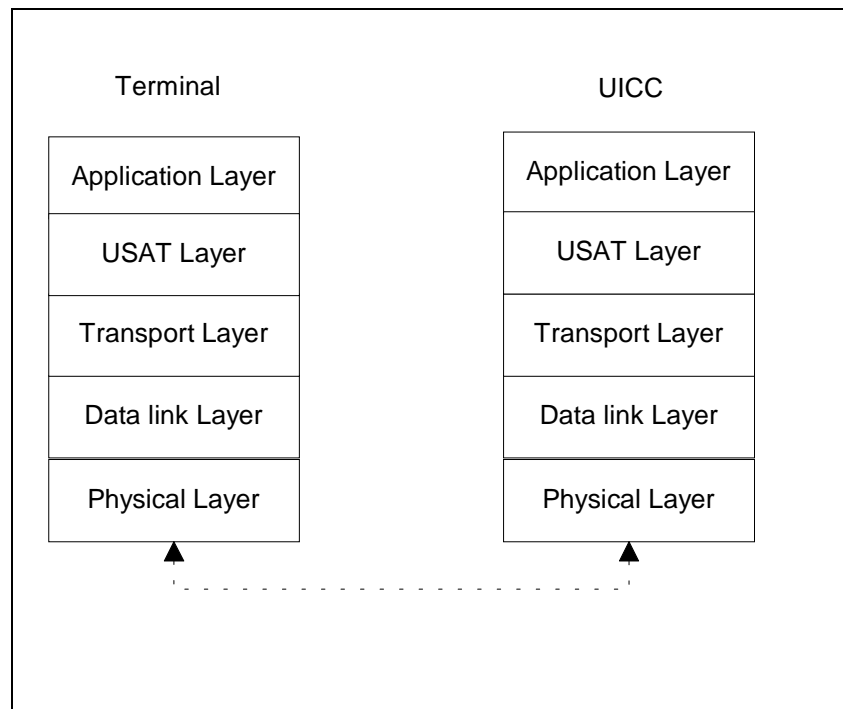 Terminal
UICC
Application Layer
Application Layer
USAT Layer
USAT Layer
Transport Layer
Transport Layer
Data link Layer
Data link Layer
Physical Layer
Physical Layer